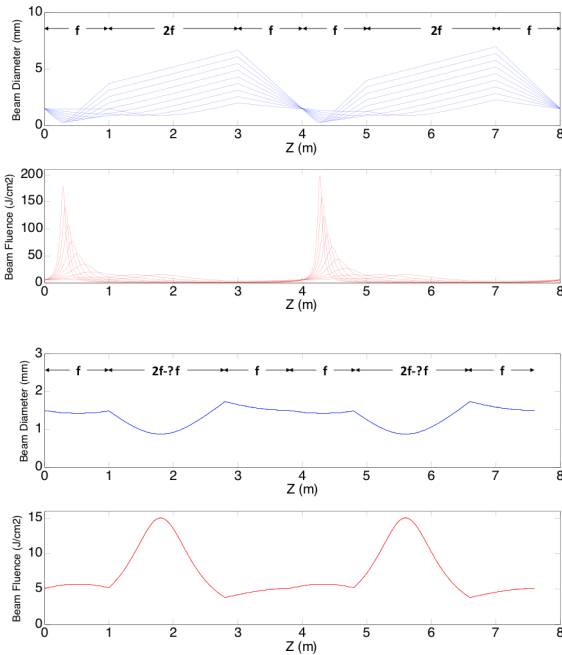 10
5
0
Beam Diameter (mm)
f 2f f f 2f f
0 1 2 3 4 5 6 7 8
Z (m)
200
150
100
50
0
Beam Fluence (J/cm2)
0 1 2 3 4 5 6 7 8
Z (m)
3
2
1
0
Beam Diameter (mm)
f 2f-?f f f 2f-?f f
0 1 2 3 4 5 6 7 8
Z (m)
15
10
5
0
Beam Fluence (J/cm2)
0 1 2 3 4 5 6 7 8
Z (m)